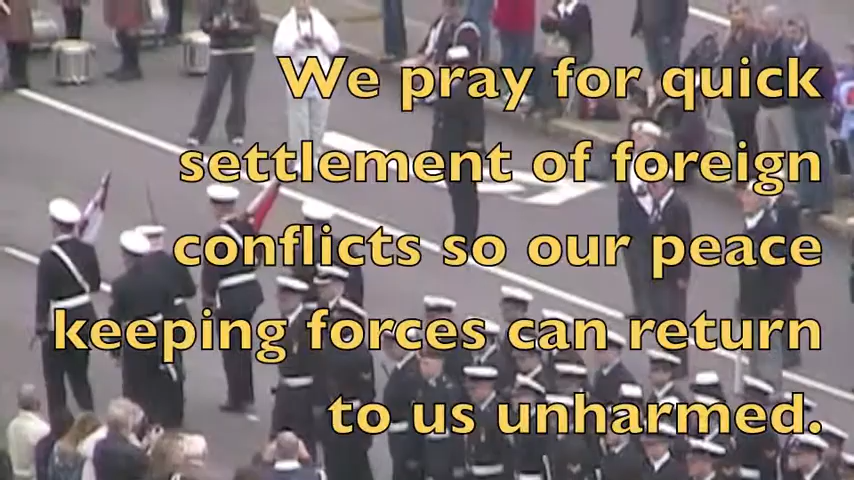 We pray for quick
settlement of foreign
conflicts so our peace
keeping forces can return
to us unharmed.